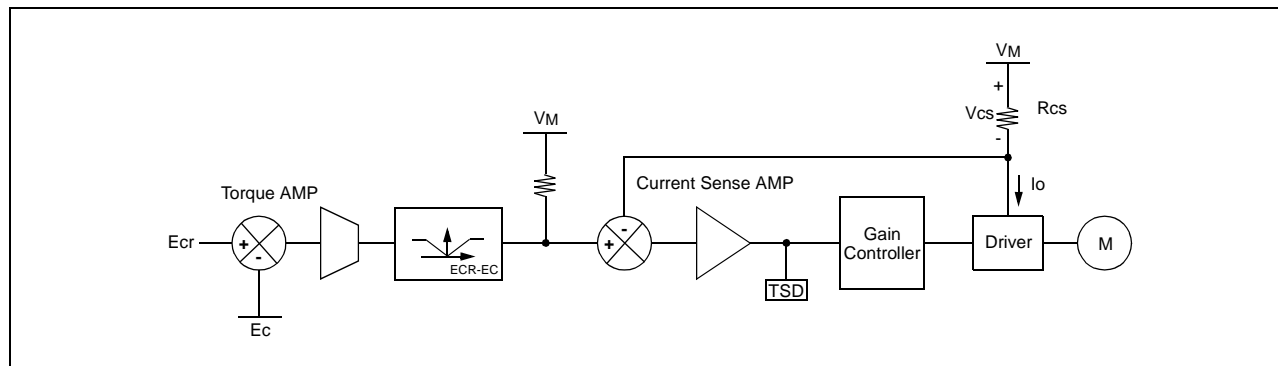 VM
+
Vcs
Rcs
-
VM
Io
Torque AMP
Current Sense AMP
Ecr
+
-
ECR-EC
+
-
TSD
Gain
Controller
Driver
M
Ec